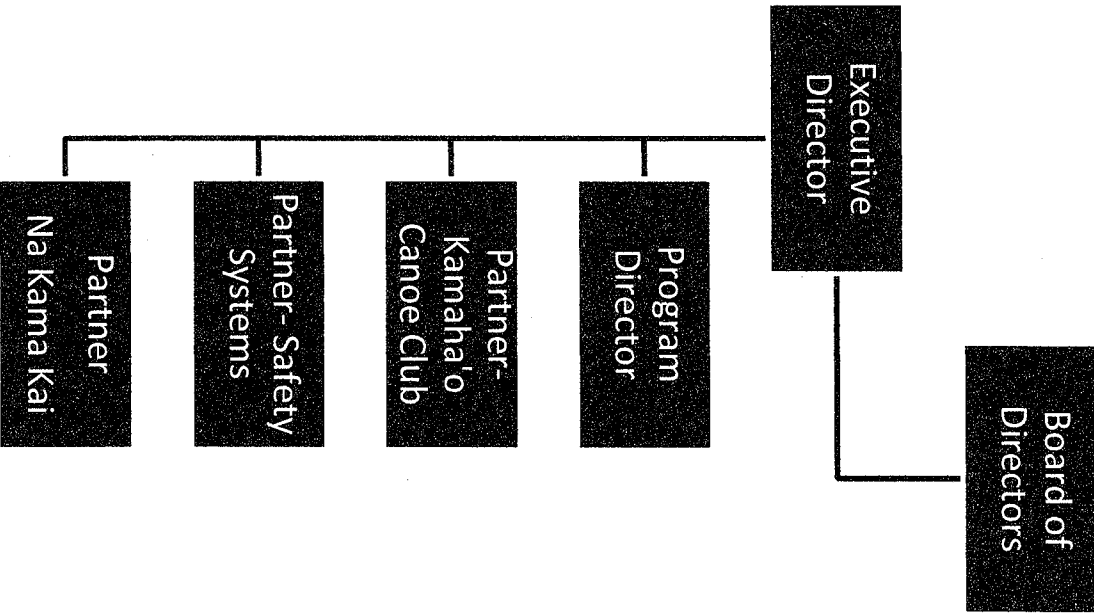 Board of
Directors
Executive
Director
Program
Director
Partner-
Kamaha'o
Canoe Club
Partner- Safety
Systems
Partner
Na Kama Kai